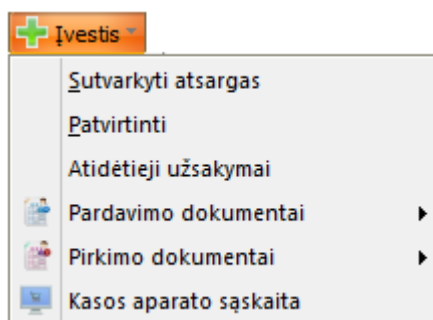 Įvestis
Sutvarkyti atsargas
Patvirtinti
Atidėtieji užsakymai
Pardavimo dokumentai
Pirkimo dokumentai
Kasos aparato sąskaita